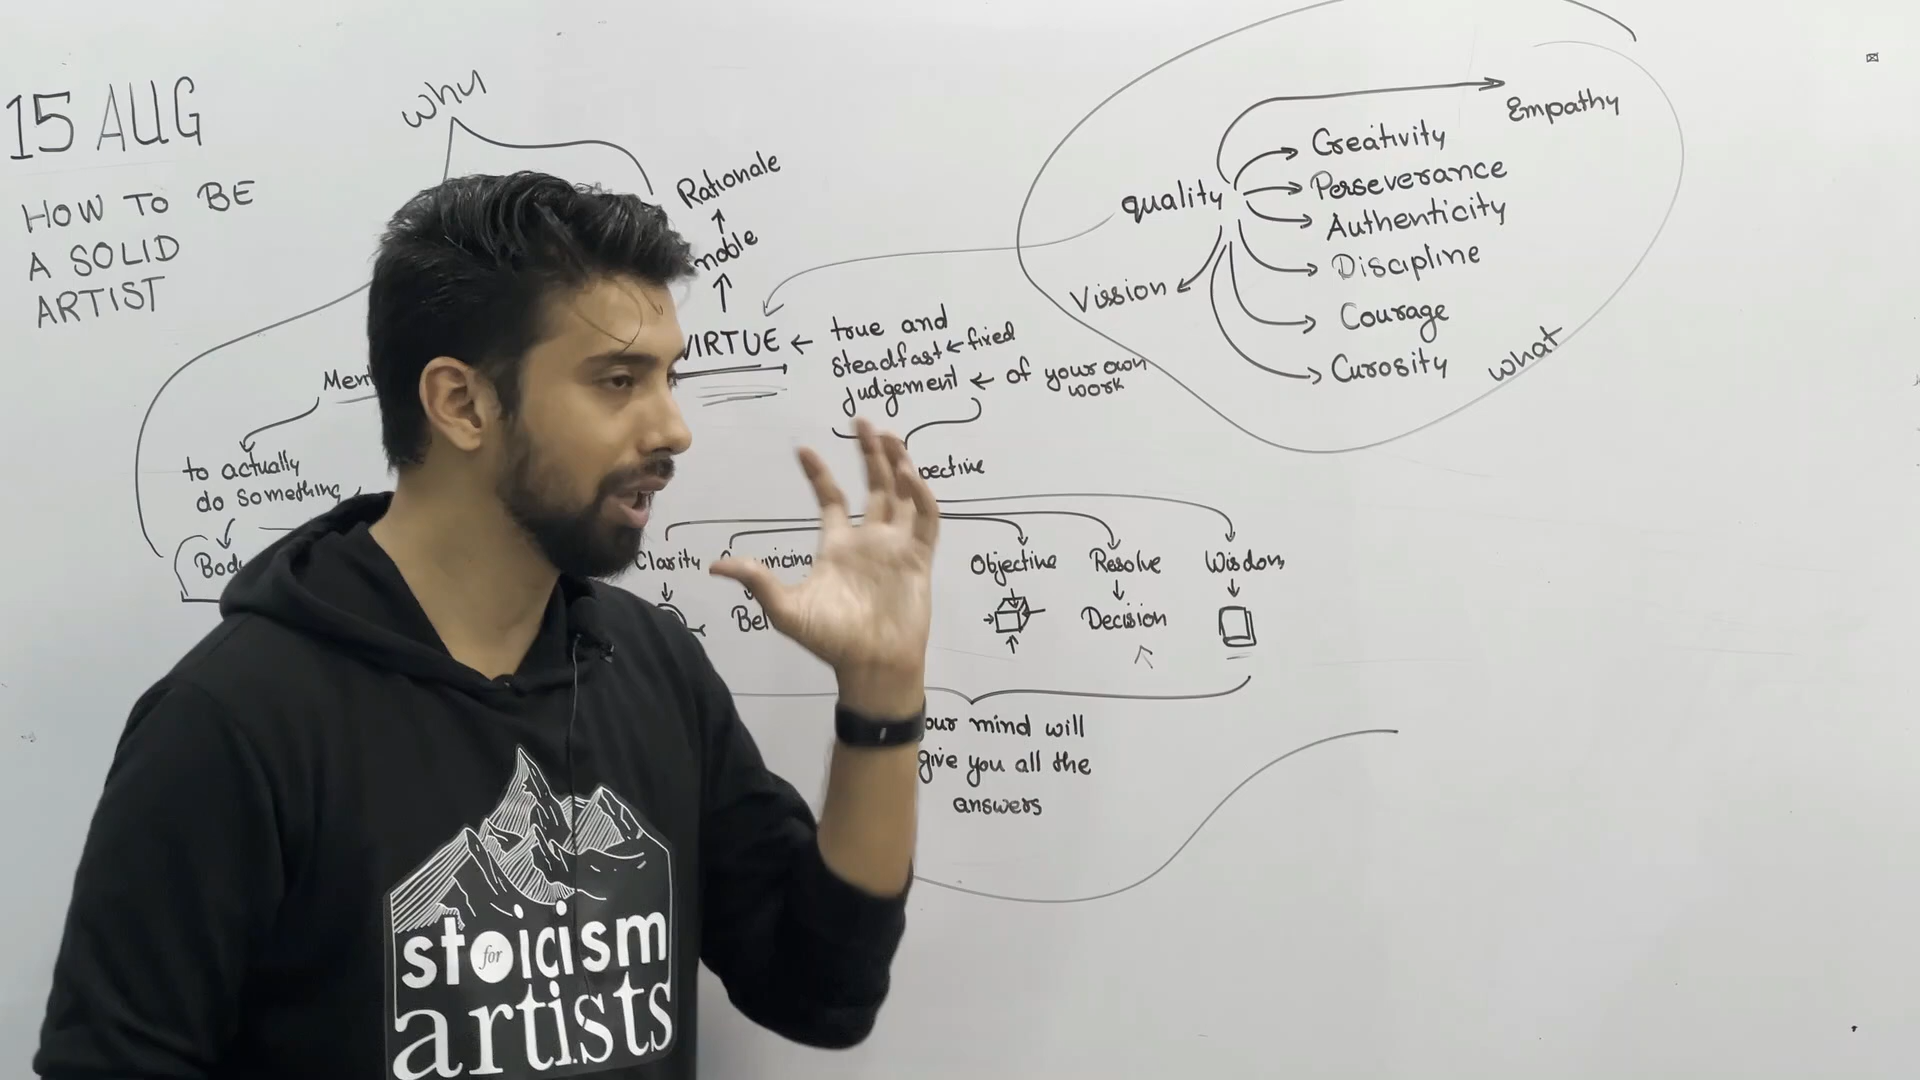 15 AUG
HOW TO BE
A SOLID
ARTIST
why
Rationale
noble
VIRTUE
true and
steadfast fixed
judgement of your own
work
quality
Empathy
Creativity
Perseverance
Authenticity
Discipline
Courage
Curosity
Vission
what
to actually
do something
Clarity
Objective
Resolve
Wisdom
Decision
mind will
give you all the
answers
stoicism
for
artists